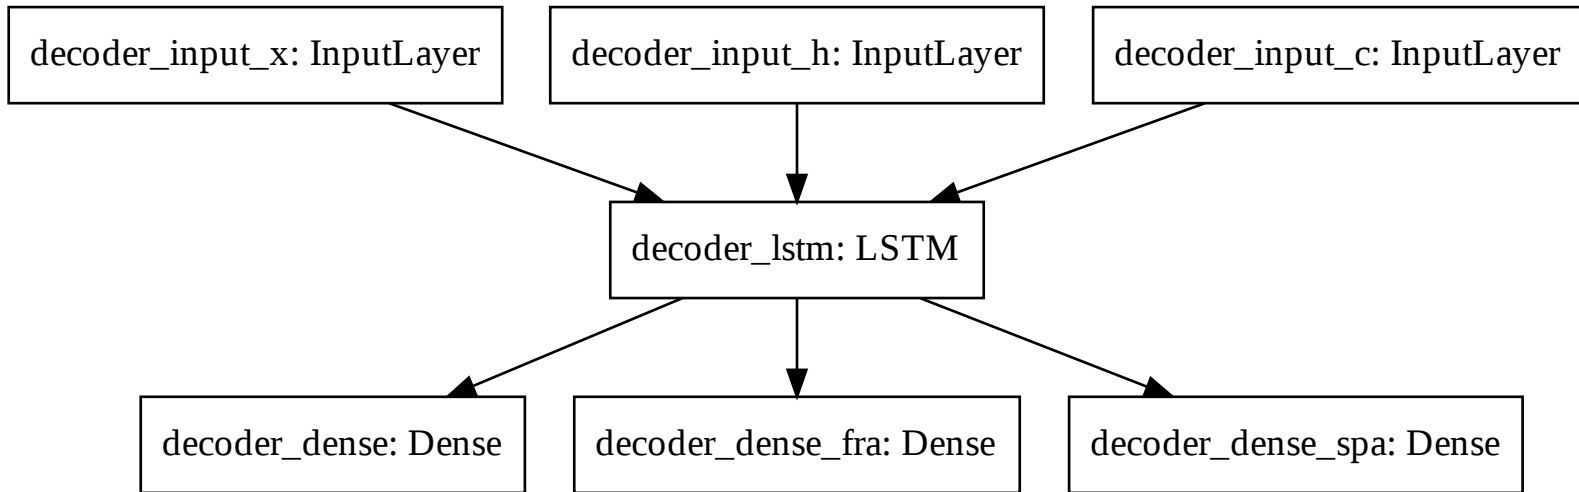 decoder_input_x: InputLayer
decoder_input_h: InputLayer
decoder_input_c: InputLayer
decoder_lstm: LSTM
decoder_dense: Dense
decoder_dense_fra: Dense
decoder_dense_spa: Dense